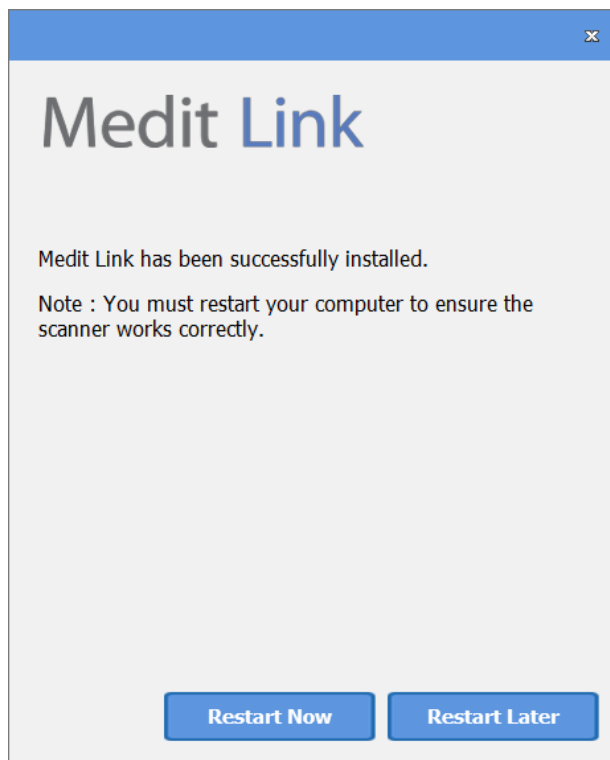 Medit Link
Medit Link has been successfully installed.
Note : You must restart your computer to ensure the
scanner works correctly.
Restart Now
Restart Later